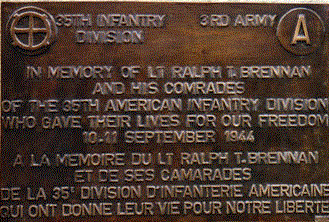 35TH INFANTRY 3RD ARMY
DIVISION
A
IN MEMORY OF LT RALPH T. BRENNAN
AND HIS COMRADES
OF THE 35TH AMERICAN INFANTRY DIVISION
WHO GAVE THEIR LIVES FOR OUR FREEDOM
10-11 SEPTEMBER 1944
A LA MEMOIRE DU LT RALPH T. BRENNAN
ET DE SES CAMARADES
DE LA 35e DIVISION D'INFANTERIE AMERICAINE
QUI ONT DONNE LEUR VIE POUR NOTRE LIBERTE